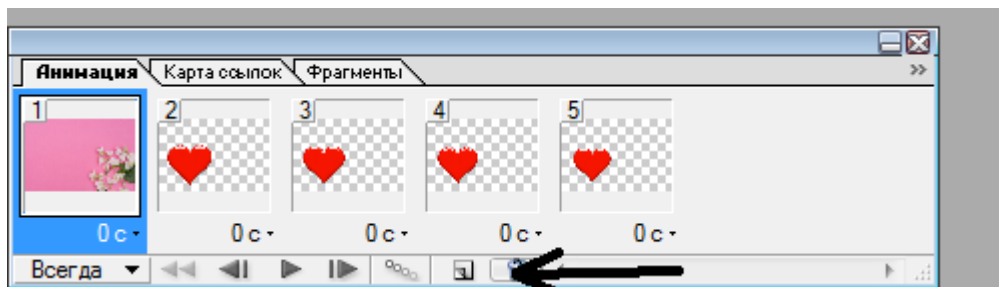 Анимация Карта ссылок Фрагменты
1 2 3 4 5
0 с 0 с 0 с 0 с 0 с
Всегда